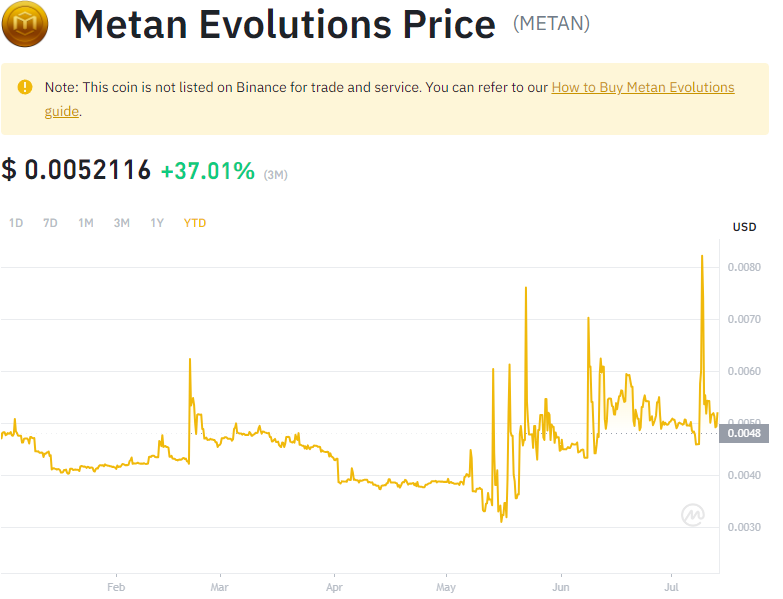 Metan Evolutions Price (METAN)
Note: This coin is not listed on Binance for trade and service. You can refer to our How to Buy Metan Evolutions
guide.
$ 0.0052116 +37.01% (3M)
1D 7D 1M 3M 1Y YTD
USD
0.0080
0.0070
0.0060
0.0050
0.0048
0.0040
0.0030
Feb Mar Apr May Jun Jul